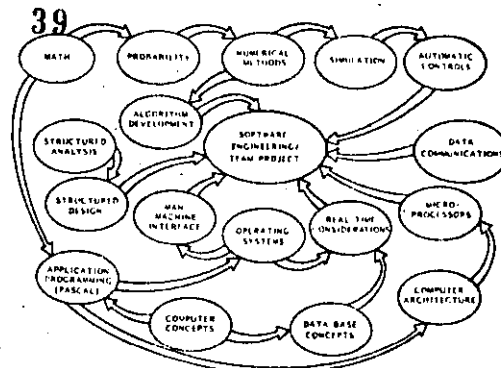 39
MATH
PROBABILITY
NUMERICAL
METHODS
SIMULATION
AUTOMATIC
CONTROLS
ALGORITHM
DEVELOPMENT
STRUCTURED
ANALYSIS
SOFTWARE
ENGINEERING/
TEAM PROJECT
DATA
COMMUNICATIONS
STRUCTURED
DESIGN
MAN
MACHINE
INTERFACE
OPERATING
SYSTEMS
REAL TIME
CONSIDERATIONS
MICRO-
PROCESSORS
APPLICATION
PROGRAMMING
(PASCAL)
COMPUTER
CONCEPTS
DATA BASE
CONCEPTS
COMPUTER
ARCHITECTURE